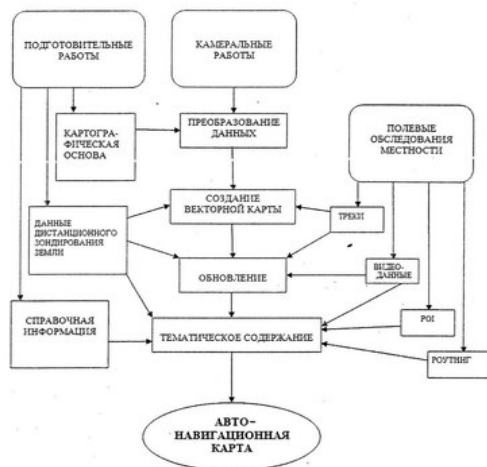 ПОДГОТОВИТЕЛЬНЫЕ
РАБОТЫ
КАМЕРАЛЬНЫЕ
РАБОТЫ
КАРТОГРА-
ФИЧЕСКАЯ
ОСНОВА
ПРЕОБРАЗОВАНИЕ
ДАННЫХ
ПОЛЕВЫЕ
ОБСЛЕДОВАНИЯ
МЕСТНОСТИ
ДАННЫЕ
ДИСТАНЦИОННОГО
ЗОНДИРОВАНИЯ
ЗЕМЛИ
СОЗДАНИЕ
ВЕКТОРНОЙ КАРТЫ
ТРЕКИ
ОБНОВЛЕНИЕ
ВИДЕО-
ДАННЫЕ
СПРАВОЧНАЯ
ИНФОРМАЦИЯ
ТЕМАТИЧЕСКОЕ СОДЕРЖАНИЕ
POI
РОУТИНГ
АВТО-
НАВИГАЦИОННАЯ
КАРТА